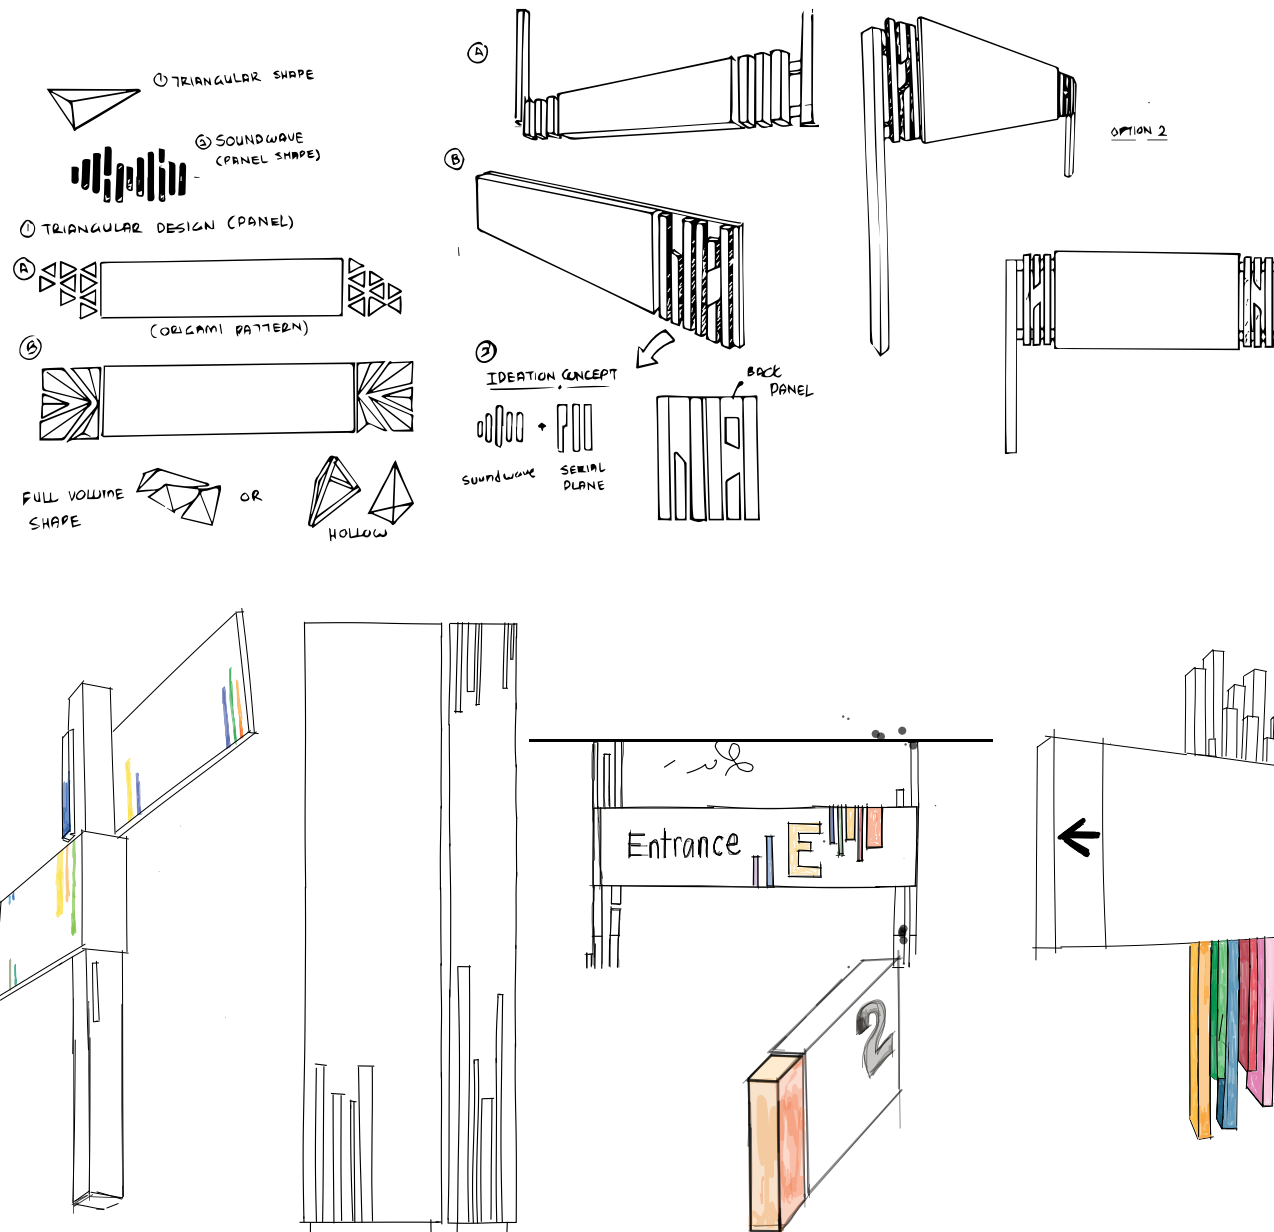 ① TRIANGULAR SHAPE
② SOUNDWAVE
(PANEL SHAPE)
① TRIANGULAR DESIGN (PANEL)
A
(ORIGAMI PATTERN)
B
FULL VOLUME
SHAPE
OR
HOLLOW
A
B
②
IDEATION CONCEPT
+
soundwave
SERIAL
PLANE
BACK
PANEL
OPTION 2
Entrance E
2